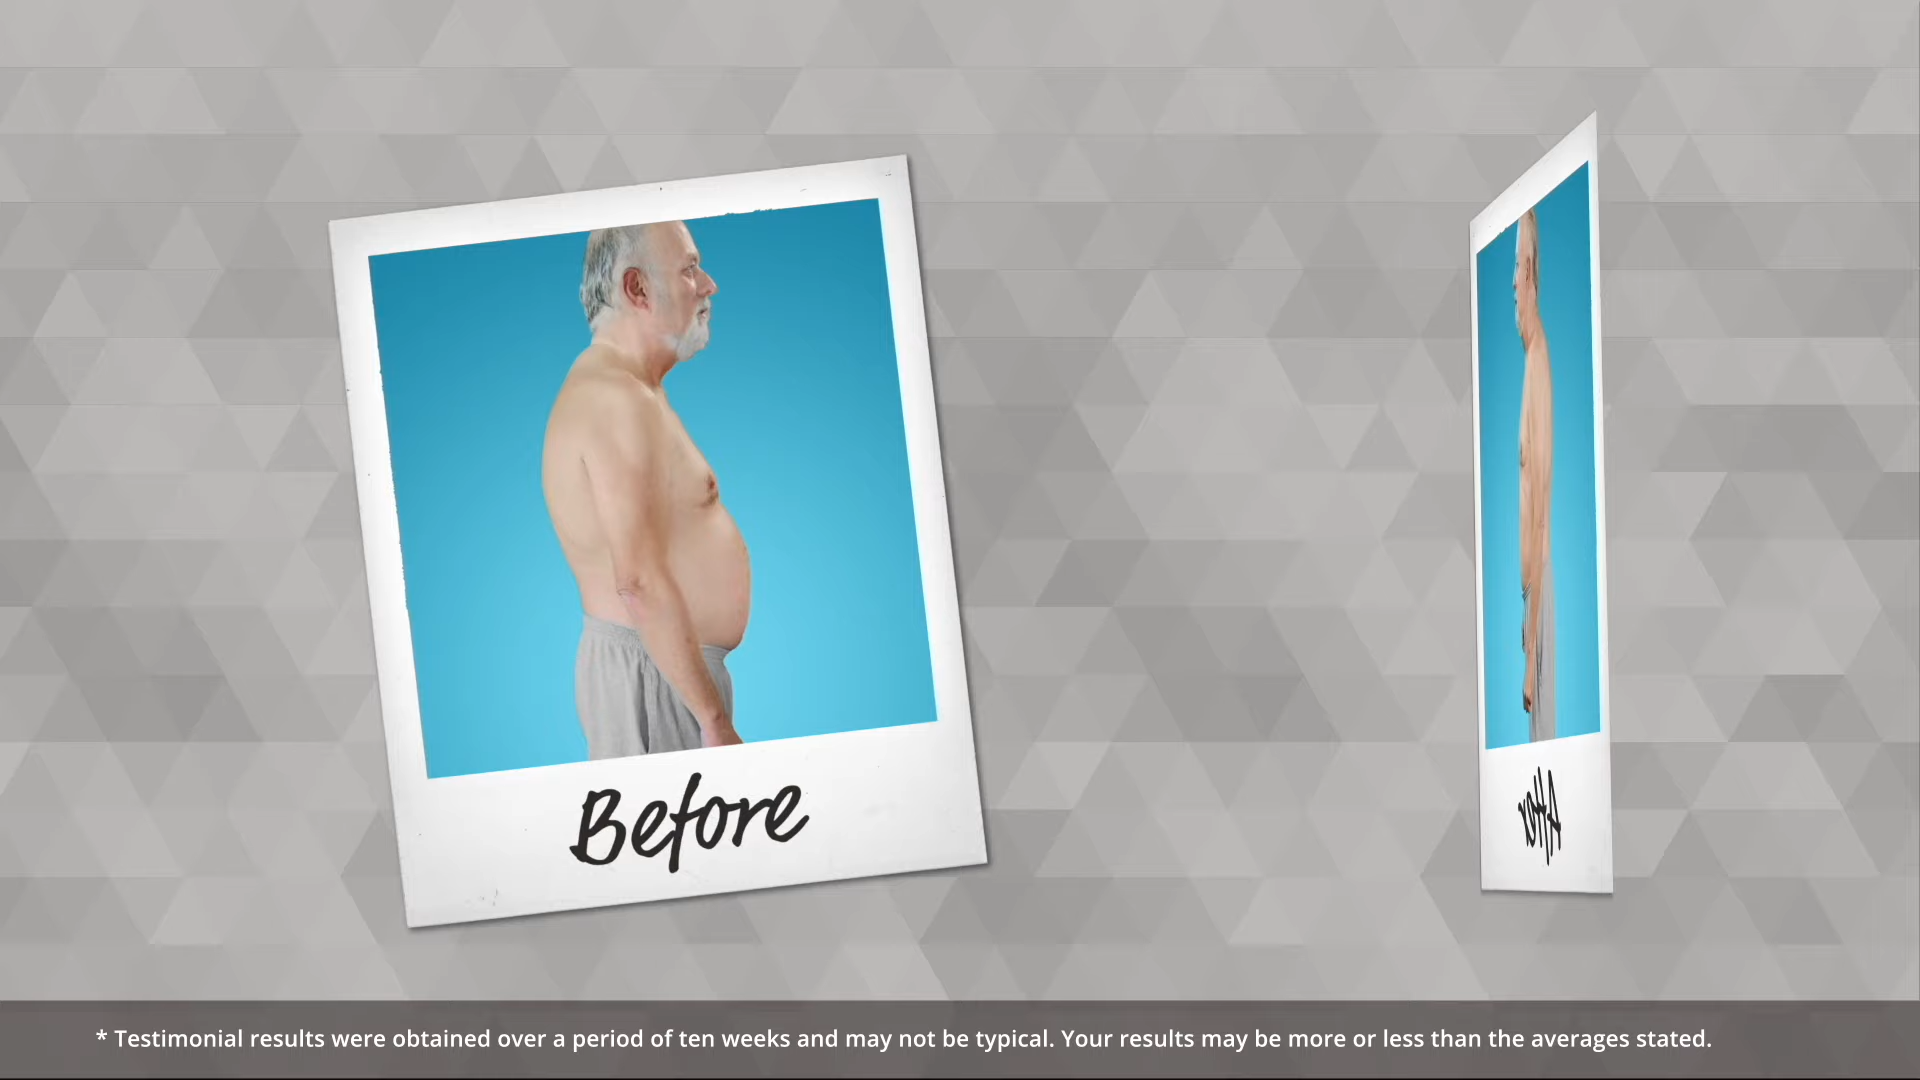 Before
After
* Testimonial results were obtained over a period of ten weeks and may not be typical. Your results may be more or less than the averages stated.